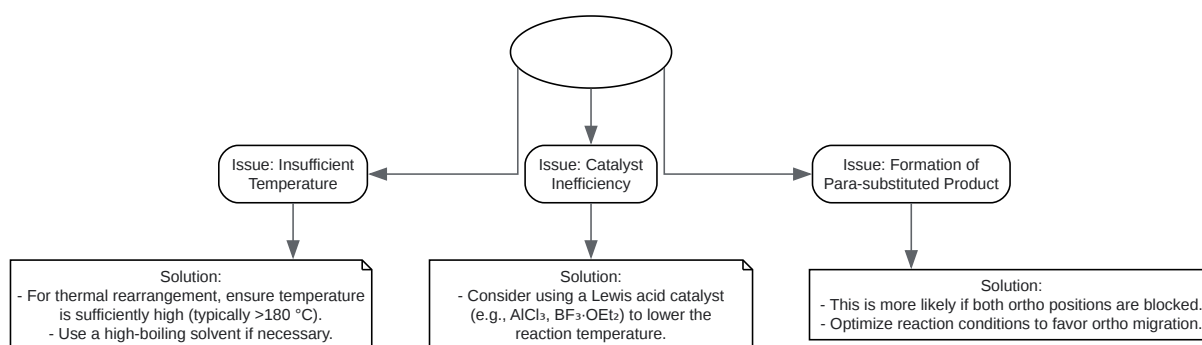 Issue: Insufficient
Temperature
Issue: Catalyst
Inefficiency
Issue: Formation of
Para-substituted Product
Solution:
- For thermal rearrangement, ensure temperature
is sufficiently high (typically >180 °C).
- Use a high-boiling solvent if necessary.
Solution:
- Consider using a Lewis acid catalyst
(e.g., AlCl₃, BF₃·OEt₂) to lower the
reaction temperature.
Solution:
- This is more likely if both ortho positions are blocked.
- Optimize reaction conditions to favor ortho migration.